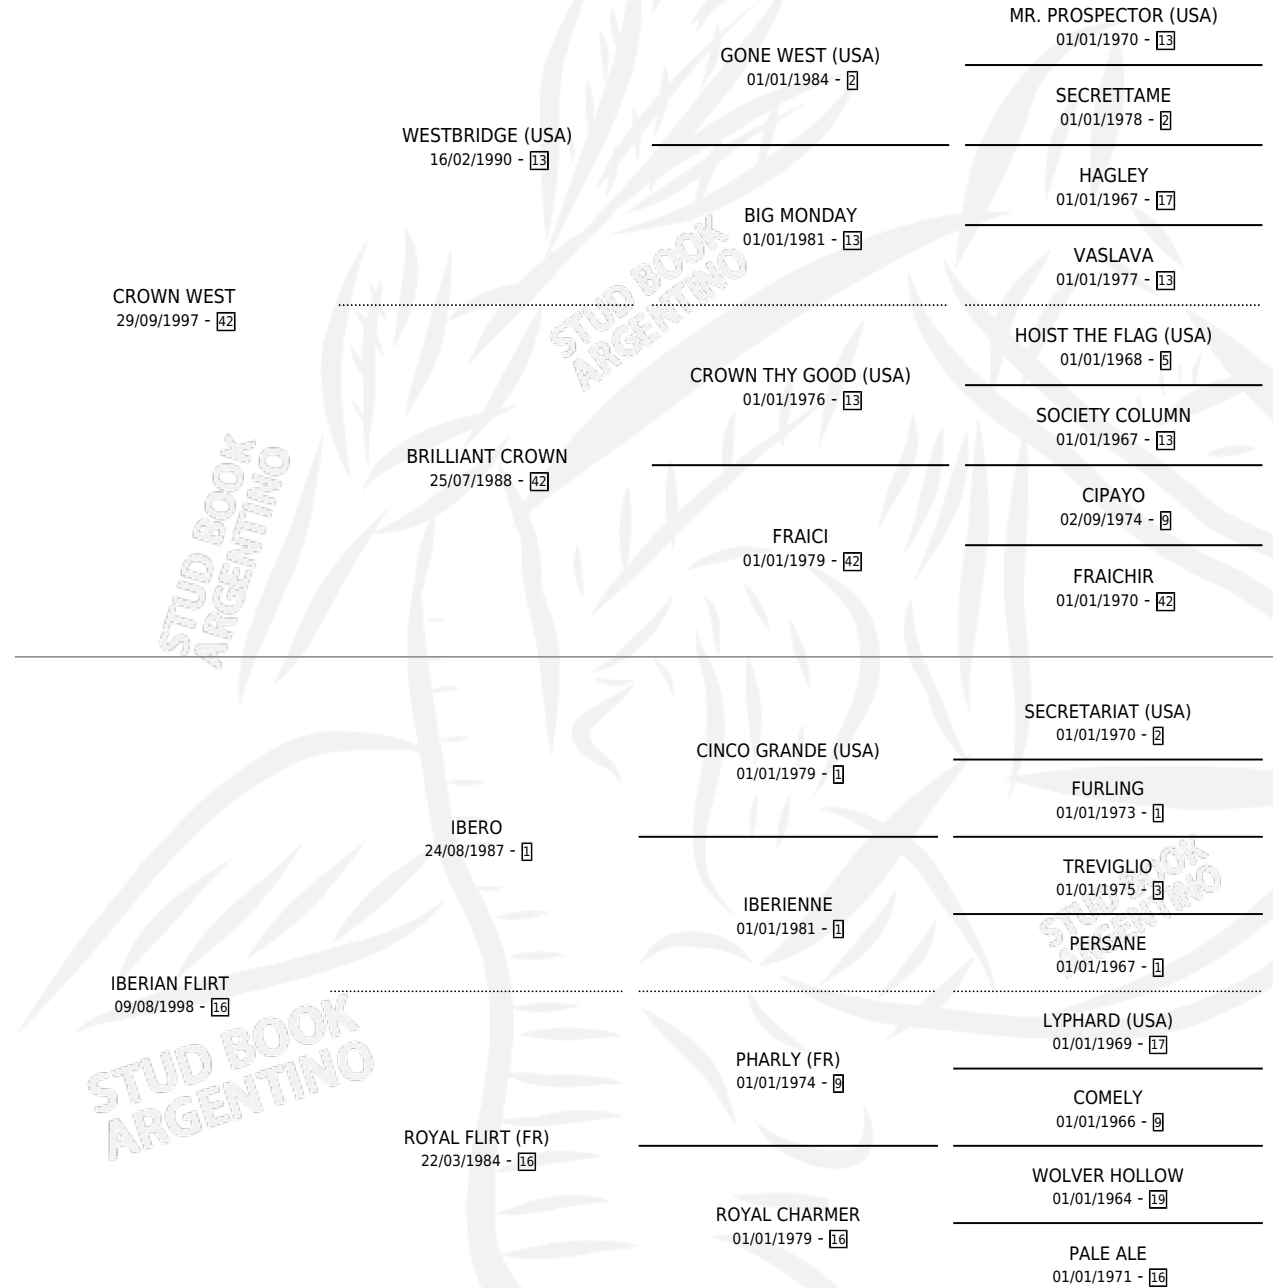 MR. PROSPECTOR (USA)
01/01/1970 - 13
GONE WEST (USA)
01/01/1984 - 2
SECRETTAME
01/01/1978 - 2
WESTBRIDGE (USA)
16/02/1990 - 13
HAGLEY
01/01/1967 - 17
BIG MONDAY
01/01/1981 - 13
VASLAVA
01/01/1977 - 13
CROWN WEST
29/09/1997 - 42
HOIST THE FLAG (USA)
01/01/1968 - 5
CROWN THY GOOD (USA)
01/01/1976 - 13
SOCIETY COLUMN
01/01/1967 - 13
BRILLIANT CROWN
25/07/1988 - 42
CIPAYO
02/09/1974 - 9
FRAICI
01/01/1979 - 42
FRAICHIR
01/01/1970 - 42
SECRETARIAT (USA)
01/01/1970 - 2
CINCO GRANDE (USA)
01/01/1979 - 1
FURLING
01/01/1973 - 1
IBERO
24/08/1987 - 1
TREVIGLIO
01/01/1975 - 3
IBERIENNE
01/01/1981 - 1
PERSANE
01/01/1967 - 1
IBERIAN FLIRT
09/08/1998 - 16
LYPHARD (USA)
01/01/1969 - 17
PHARLY (FR)
01/01/1974 - 9
COMELY
01/01/1966 - 9
ROYAL FLIRT (FR)
22/03/1984 - 16
WOLVER HOLLOW
01/01/1964 - 19
ROYAL CHARMER
01/01/1979 - 16
PALE ALE
01/01/1971 - 16
STUD BOOK
ARGENTINO
STUD BOOK
ARGENTINO
STUD BOOK
ARGENTINO
STUD BOOK
ARGENTINO